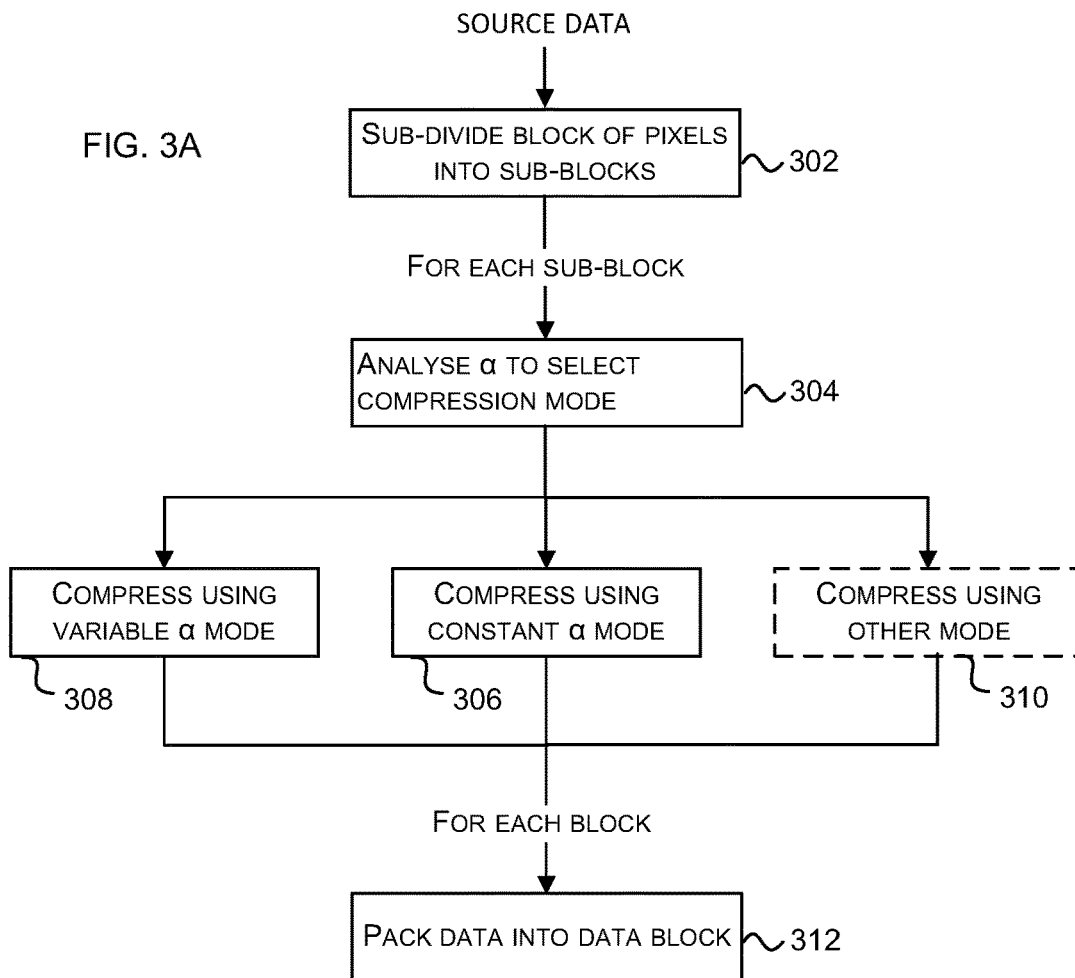 SOURCE DATA
FIG. 3A
SUB-DIVIDE BLOCK OF PIXELS
INTO SUB-BLOCKS
302
FOR EACH SUB-BLOCK
ANALYSE α TO SELECT
COMPRESSION MODE
304
COMPRESS USING
VARIABLE α MODE
308
COMPRESS USING
CONSTANT α MODE
306
COMPRESS USING
OTHER MODE
310
FOR EACH BLOCK
PACK DATA INTO DATA BLOCK
312